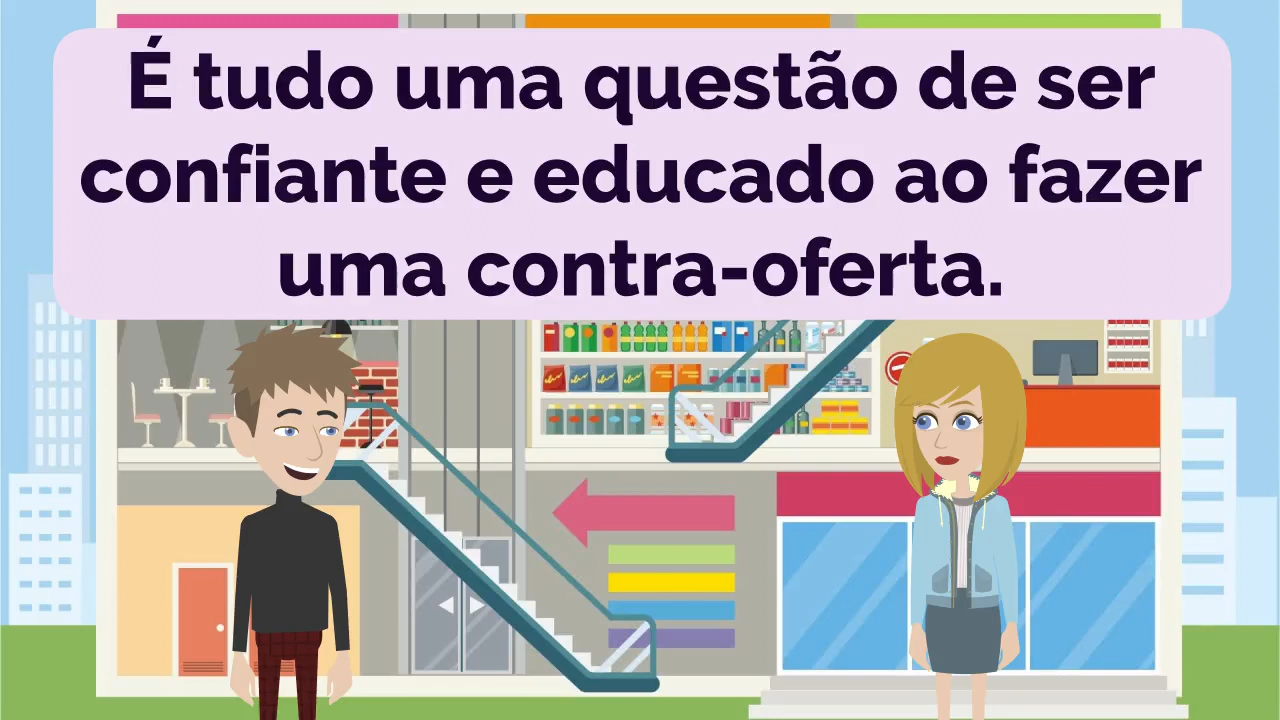 É tudo uma questão de ser
confiante e educado ao fazer
uma contra-oferta.